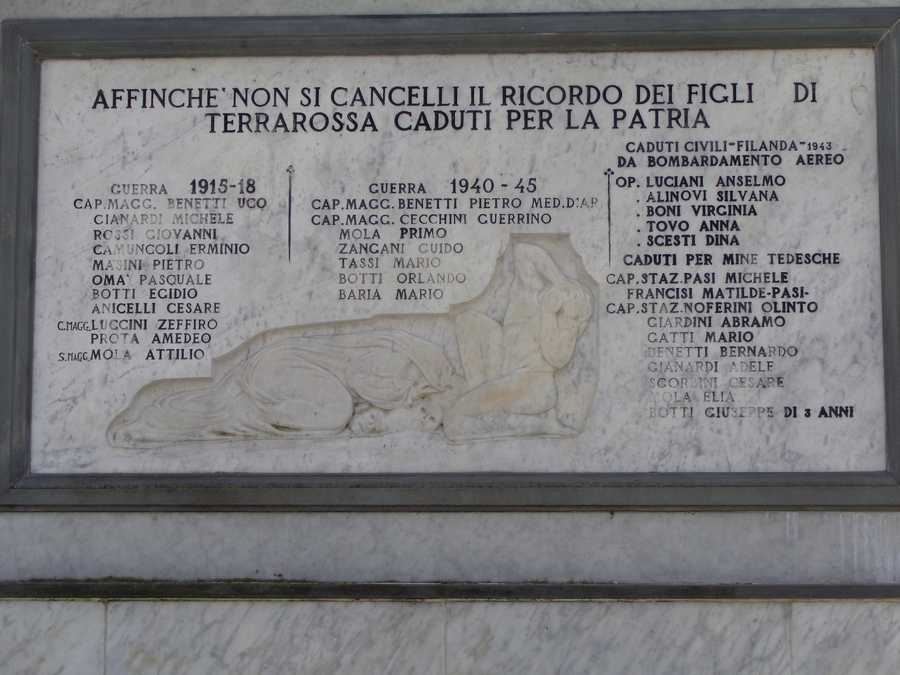 AFFINCHE' NON SI CANCELLI IL RICORDO DEI FIGLI DI
TERRAROSSA CADUTI PER LA PATRIA
GUERRA 1915-18
CAP.MAGG. BENETTI UGO
GIANARDI MICHELE
ROSSI GIOVANNI
CAMUNCOLI ERMINIO
MASINI PIETRO
OMA' PASQUALE
BOTTI EGIDIO
ANICELLI CESARE
C.MAGG. LUCCINI ZEFFIRO
PROTA AMEDEO
S.MAGG. MOLA ATTILIO
GUERRA 1940-45
CAP.MAGG. BENETTI PIETRO MED.D'AR
CAP.MAGG. CECCHINI GUERRINO
MOLA PRIMO
ZANGANI GUIDO
TASSI MARIO
BOTTI ORLANDO
BARIA MARIO
CADUTI CIVILI-"FILANDA"-1943
DA BOMBARDAMENTO AEREO
OP. LUCIANI ANSELMO
. ALINOVI SILVANA
. BONI VIRGINIA
. TOVO ANNA
. SCESTI DINA
CADUTI PER MINE TEDESCHE
CAP.STAZ.PASI MICHELE
FRANCISI MATILDE-PASI-
CAP.STAZ.NOFERINI OLINTO
GIARDINI ABRAMO
GATTI MARIO
BENETTI BERNARDO
GIANARDI ADELE
SGORBINI CESARE
MOLA ELIA
BOTTI GIUSEPPE DI 3 ANNI